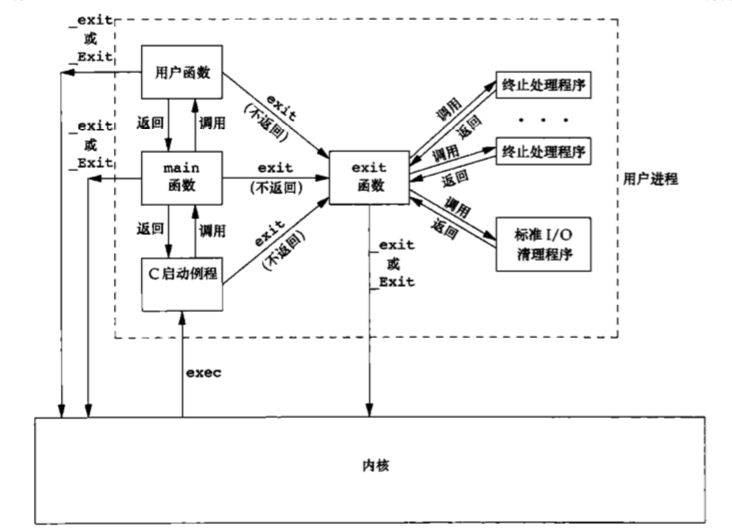 _exit
或
_Exit
用户函数
exit
(不返回)
调用
返回
终止处理程序
. . .
_exit
或
_Exit
返回
调用
main
函数
exit
(不返回)
exit
函数
调用
返回
终止处理程序
用户进程
返回
调用
exit
(不返回)
调用
返回
标准 I/O
清理程序
C启动例程
_exit
或
_Exit
exec
内核